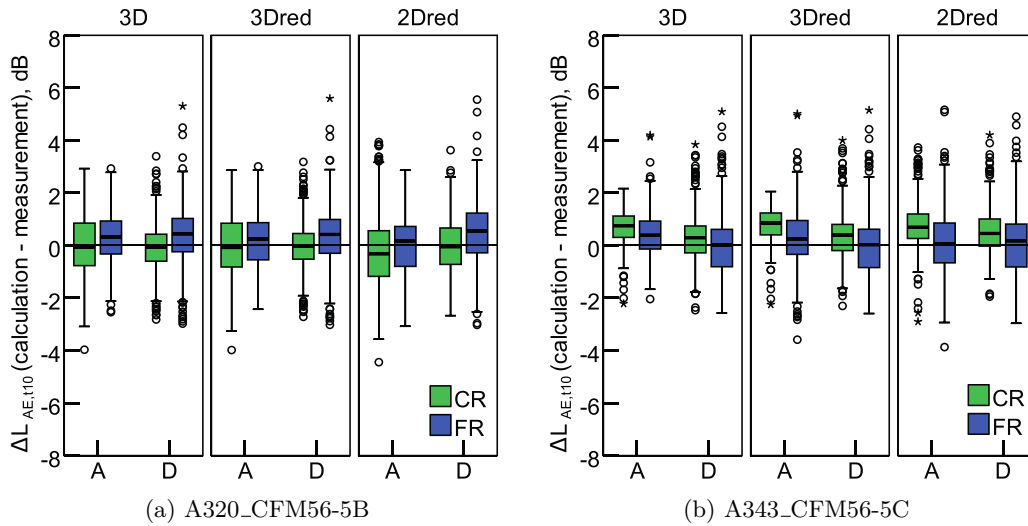 3D 3Dred 2Dred
ΔL AE,t10 (calculation - measurement), dB
8
6
4
2
0
-2
-4
-6
-8
CR
FR
A D A D A D
(a) A320_CFM56-5B
3D 3Dred 2Dred
ΔL AE,t10 (calculation - measurement), dB
8
6
4
2
0
-2
-4
-6
-8
CR
FR
A D A D A D
(b) A343_CFM56-5C